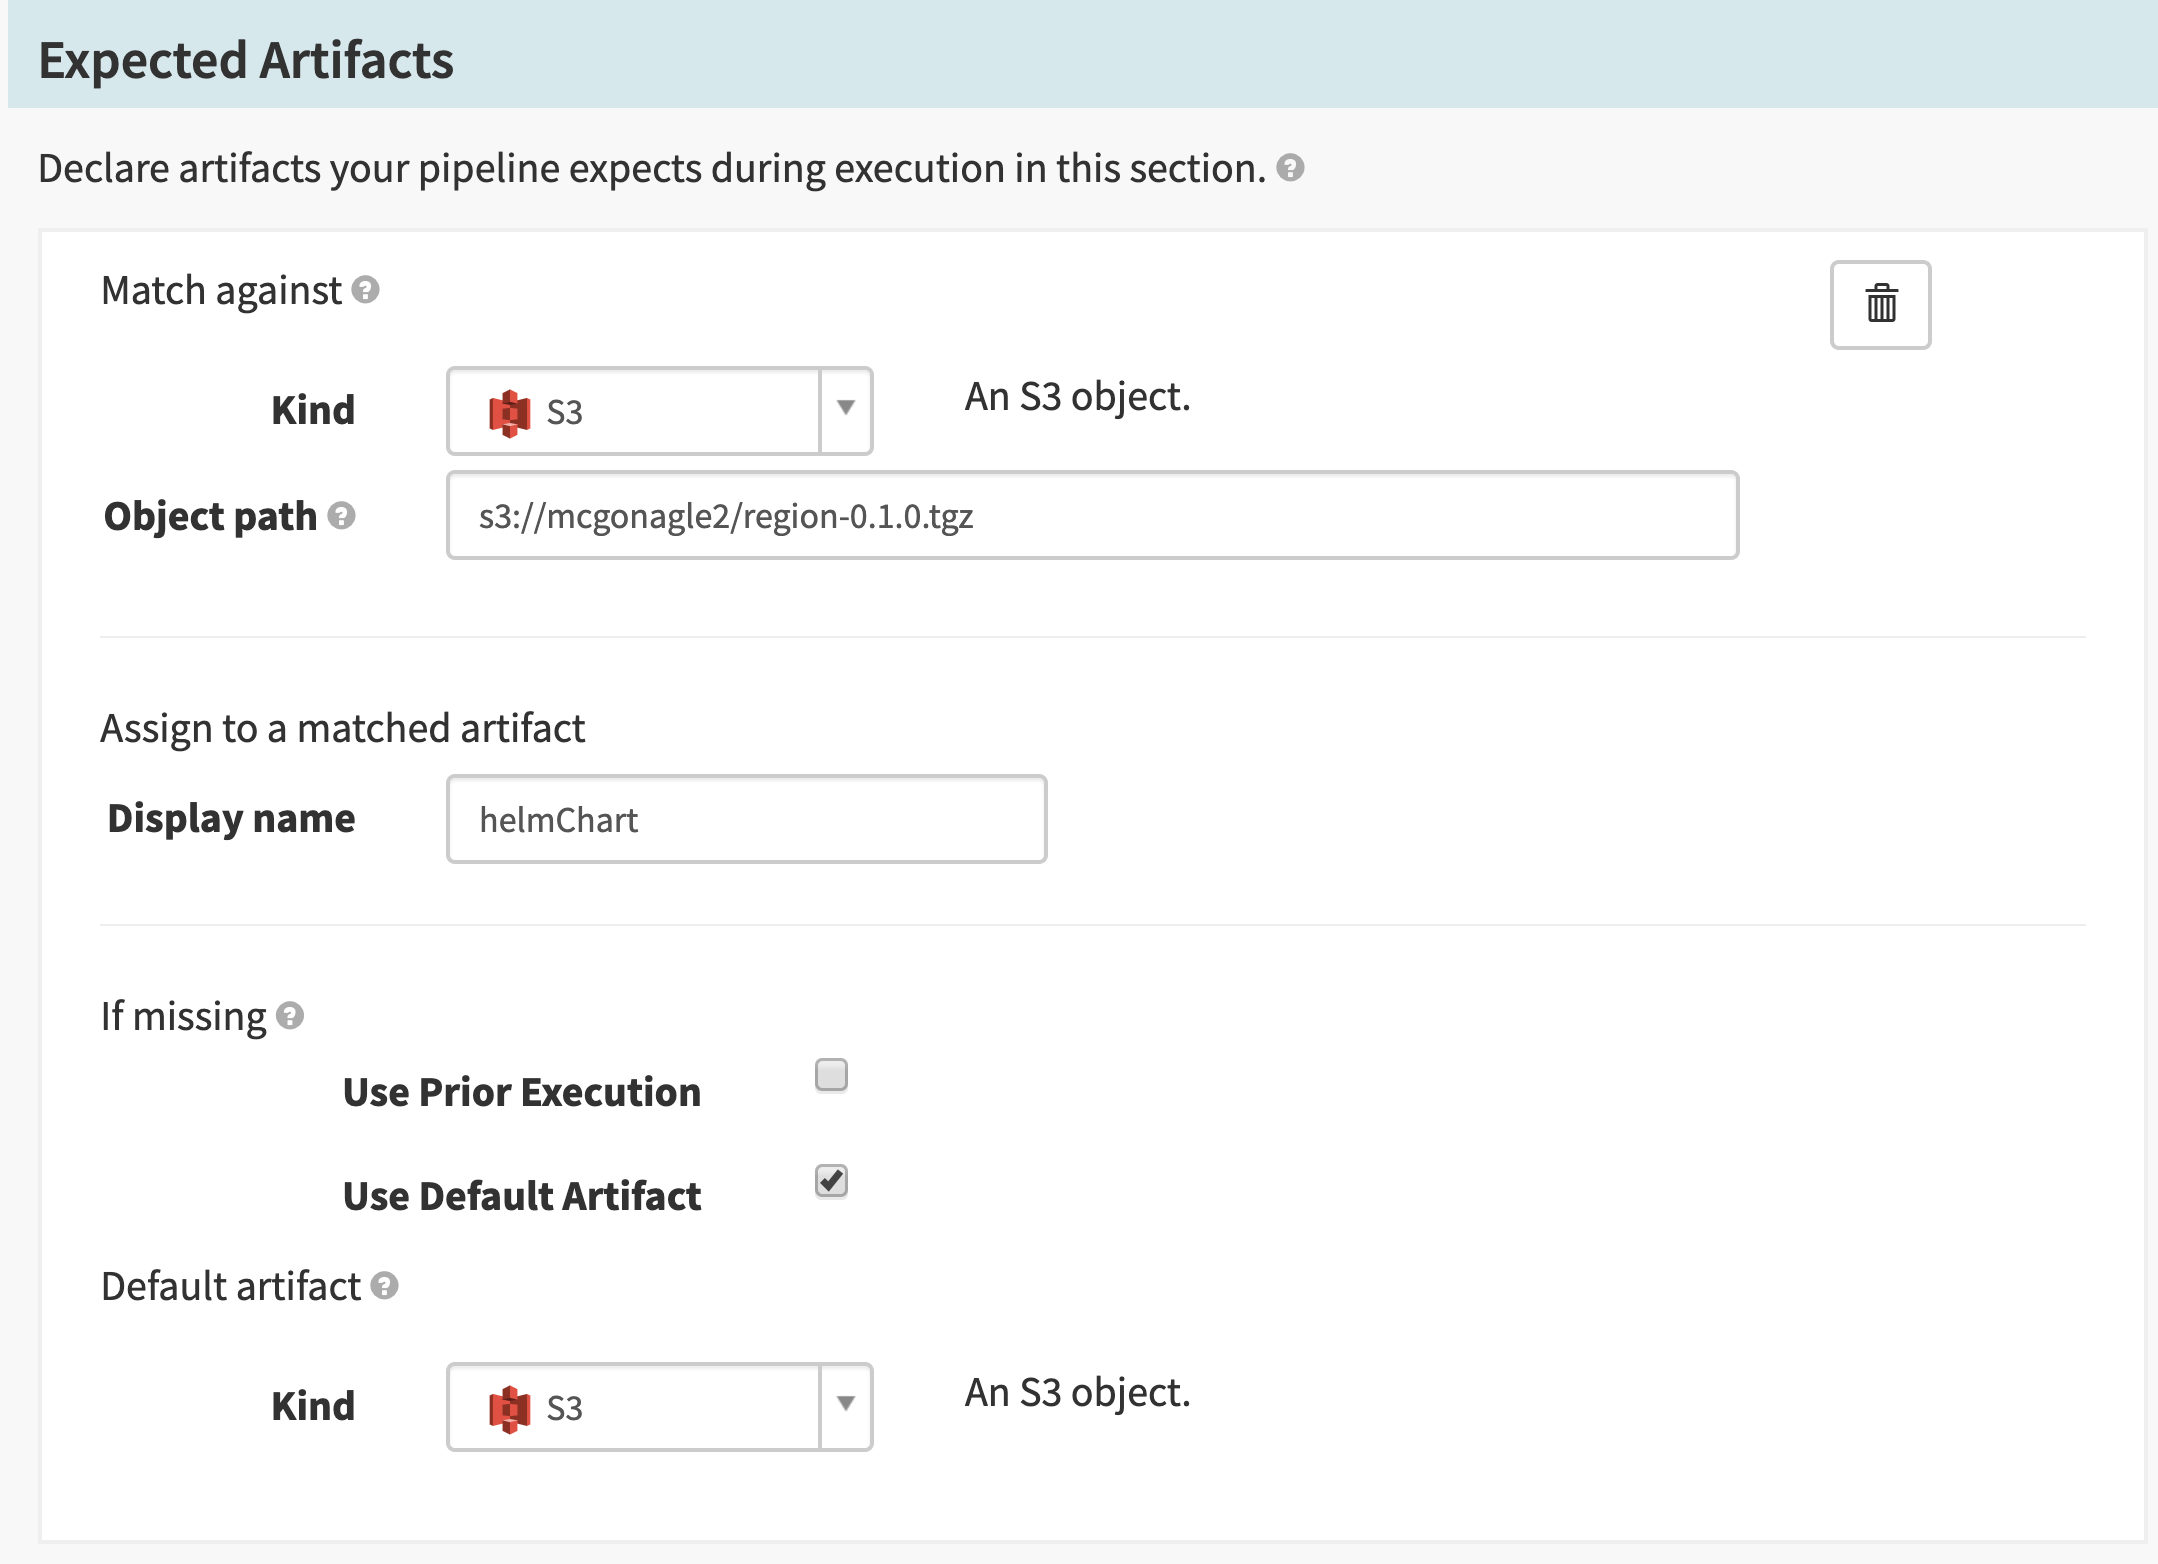 Expected Artifacts
Declare artifacts your pipeline expects during execution in this section.
Match against
Kind S3 An S3 object.
Object path s3://mcgonagle2/region-0.1.0.tgz
Assign to a matched artifact
Display name helmChart
If missing
Use Prior Execution
Use Default Artifact
Default artifact
Kind S3 An S3 object.